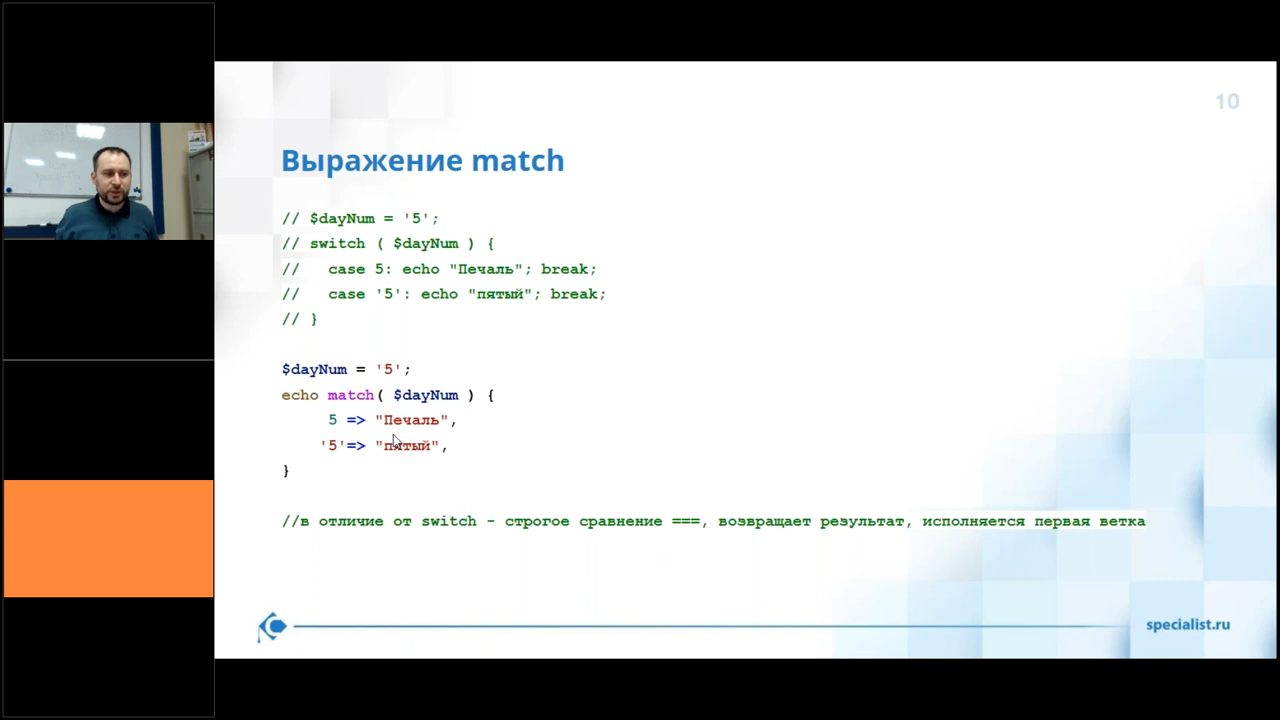 10
Выражение match
// $dayNum = '5';
// switch ( $dayNum ) {
//   case 5: echo "Печаль"; break;
//   case '5': echo "пятый"; break;
// }
$dayNum = '5';
echo match( $dayNum ) {
     5 => "Печаль",
    '5'=> "пятый",
}
//в отличие от switch - строгое сравнение ===, возвращает результат, исполняется первая ветка
specialist.ru